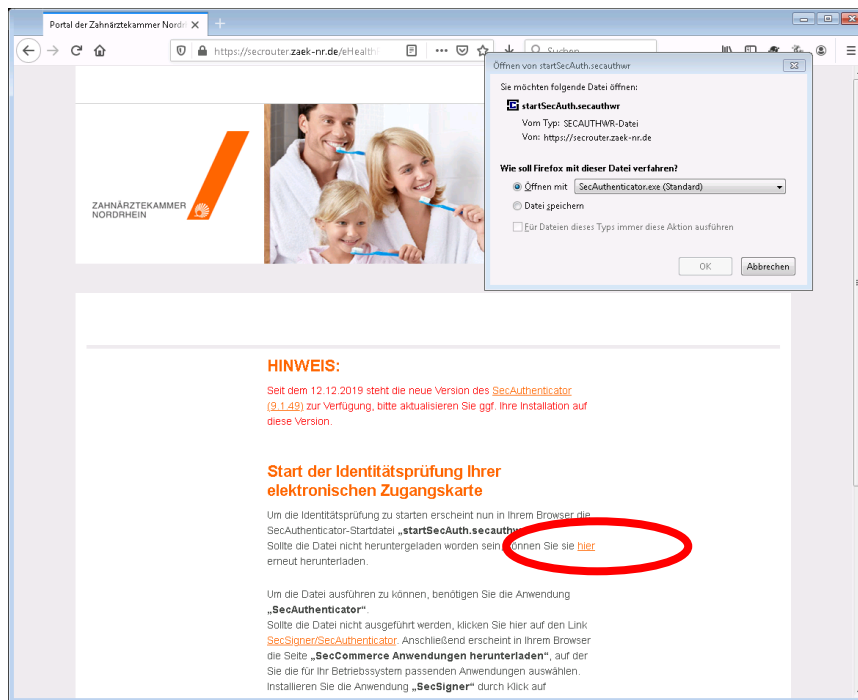 Portal der Zahnärztekammer Nordrh
https://secrouter.zaek-nr.de/eHealth
Suchen
Öffnen von startSecAuth.secauthwr
Sie möchten folgende Datei öffnen:
startSecAuth.secauthwr
Vom Typ: SECAUTHWR-Datei
Von: https://secrouter.zaek-nr.de
Wie soll Firefox mit dieser Datei verfahren?
Öffnen mit SecAuthenticator.exe (Standard)
Datei speichern
Für Dateien dieses Typs immer diese Aktion ausführen
OK Abbrechen
ZAHNÄRZTEKAMMER
NORDRHEIN
HINWEIS:
Seit dem 12.12.2019 steht die neue Version des SecAuthenticator
(9.1.49) zur Verfügung, bitte aktualisieren Sie ggf. Ihre Installation auf
diese Version.
Start der Identitätsprüfung Ihrer
elektronischen Zugangskarte
Um die Identitätsprüfung zu starten erscheint nun in Ihrem Browser die
SecAuthenticator-Startdatei „startSecAuth.secauthw
Sollte die Datei nicht heruntergeladen worden sein, können Sie sie hier
erneut herunterladen.
Um die Datei ausführen zu können, benötigen Sie die Anwendung
„SecAuthenticator“.
Sollte die Datei nicht ausgeführt werden, klicken Sie hier auf den Link
SecSigner/SecAuthenticator. Anschließend erscheint in Ihrem Browser
die Seite „SecCommerce Anwendungen herunterladen“, auf der
Sie die für Ihr Betriebssystem passenden Anwendungen auswählen.
Installieren Sie die Anwendung „SecSigner“ durch Klick auf